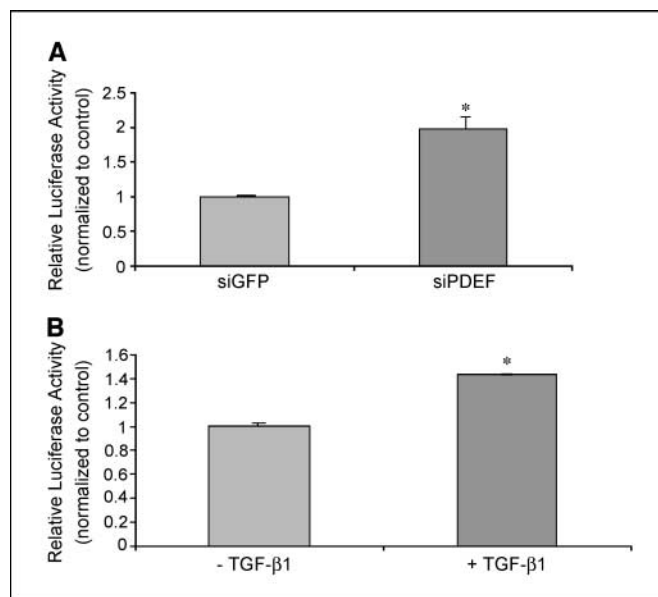 A
Relative Luciferase Activity
(normalized to control)
2.5
2
1.5
1
0.5
0
*
siGFP
siPDEF
B
Relative Luciferase Activity
(normalized to control)
1.6
1.4
1.2
1
0.8
0.6
0.4
0.2
0
*
- TGF-β1
+ TGF-β1